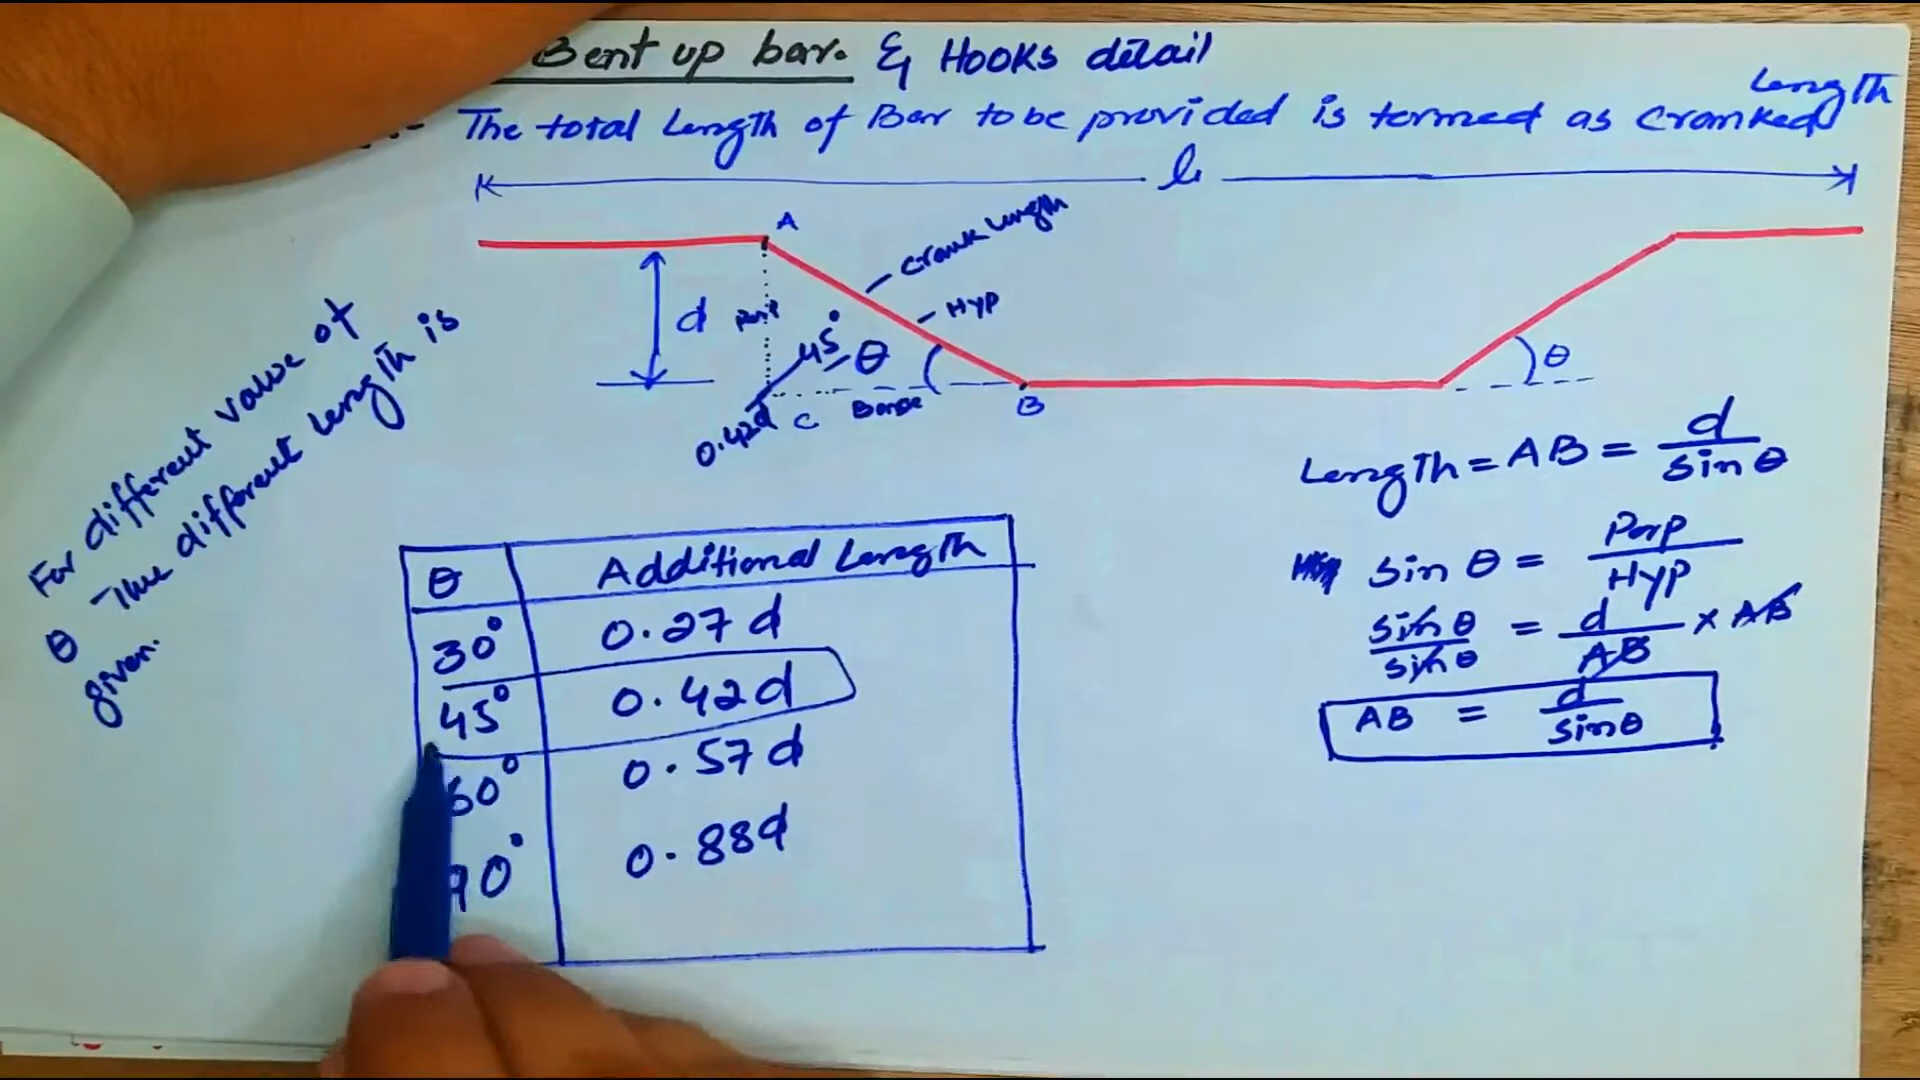 Bent up bar. & Hooks detail
Length
The total Length of Bar to be provided is termed as Cranked
l
A
Crank Length
Hyp
d
45° θ
θ
0.42d
C
B
For different value of
θ The different length is
given.
Length = AB = d / sin θ
sin θ = Perp / Hyp
sin θ / sin θ = d / AB × AB
AB = d / sin θ
θ Additional Length
30° 0.27 d
45° 0.42d
60° 0.57 d
90° 0.88d